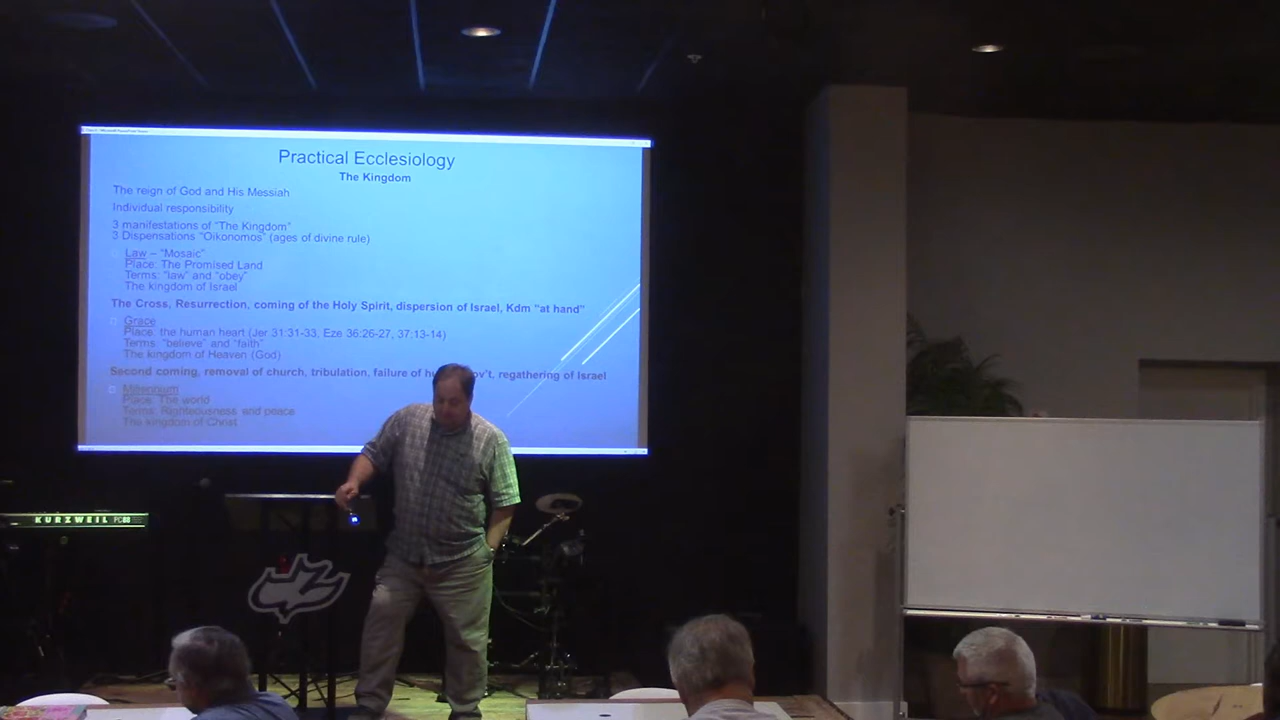 Practical Ecclesiology
The Kingdom
The reign of God and His Messiah
Individual responsibility
3 manifestations of "The Kingdom"
3 Dispensations "Oikonomos" (ages of divine rule)
Law – "Mosaic"
Place: The Promised Land
Terms: "law" and "obey"
The kingdom of Israel
The Cross, Resurrection, coming of the Holy Spirit, dispersion of Israel, Kdm "at hand"
Grace
Place: the human heart (Jer 31:31-33, Eze 36:26-27, 37:13-14)
Terms: "believe" and "faith"
The kingdom of Heaven (God)
Second coming, removal of church, tribulation, failure of ov't, regathering of Israel
Millennium
Place: The world
Terms: Righteousness and peace
The kingdom of Christ
KURZWEIL PC88